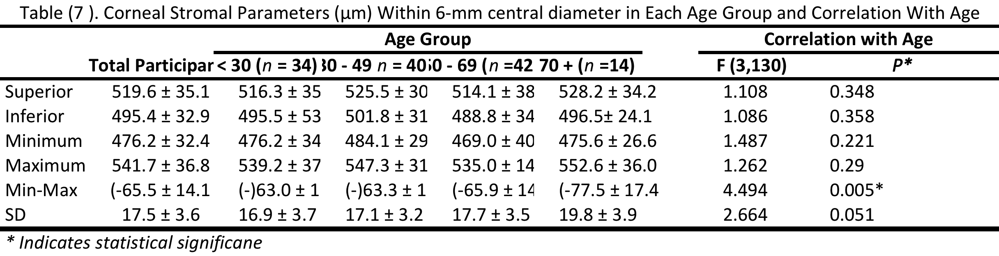 Table (7 ). Corneal Stromal Parameters (µm) Within 6-mm central diameter in Each Age Group and Correlation With Age
Age Group Correlation with Age
Total Participar < 30 (n = 34) 30 - 49 n = 40 50 - 69 (n =42 70 + (n =14) F (3,130) P*
Superior 519.6 ± 35.1 516.3 ± 35 525.5 ± 30 514.1 ± 38 528.2 ± 34.2 1.108 0.348
Inferior 495.4 ± 32.9 495.5 ± 53 501.8 ± 31 488.8 ± 34 496.5± 24.1 1.086 0.358
Minimum 476.2 ± 32.4 476.2 ± 34 484.1 ± 29 469.0 ± 40 475.6 ± 26.6 1.487 0.221
Maximum 541.7 ± 36.8 539.2 ± 37 547.3 ± 31 535.0 ± 14 552.6 ± 36.0 1.262 0.29
Min-Max (-65.5 ± 14.1 (-)63.0 ± 1 (-)63.3 ± 1 (-65.9 ± 14 (-77.5 ± 17.4 4.494 0.005*
SD 17.5 ± 3.6 16.9 ± 3.7 17.1 ± 3.2 17.7 ± 3.5 19.8 ± 3.9 2.664 0.051
* Indicates statistical significane